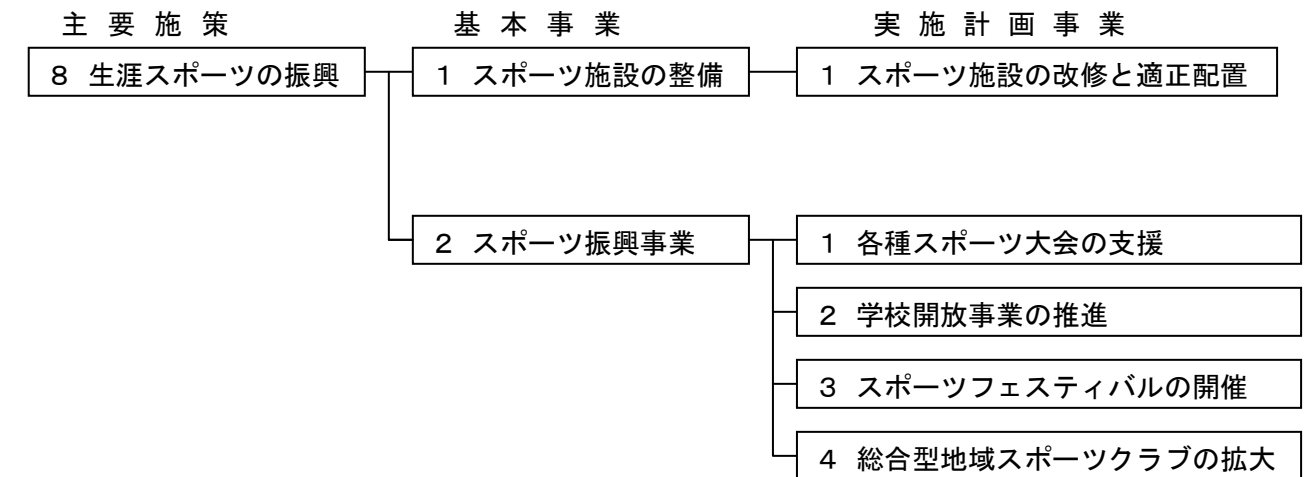 主要施策 基本事業 実施計画事業
８ 生涯スポーツの振興 １ スポーツ施設の整備 １ スポーツ施設の改修と適正配置
２ スポーツ振興事業 １ 各種スポーツ大会の支援
２ 学校開放事業の推進
３ スポーツフェスティバルの開催
４ 総合型地域スポーツクラブの拡大